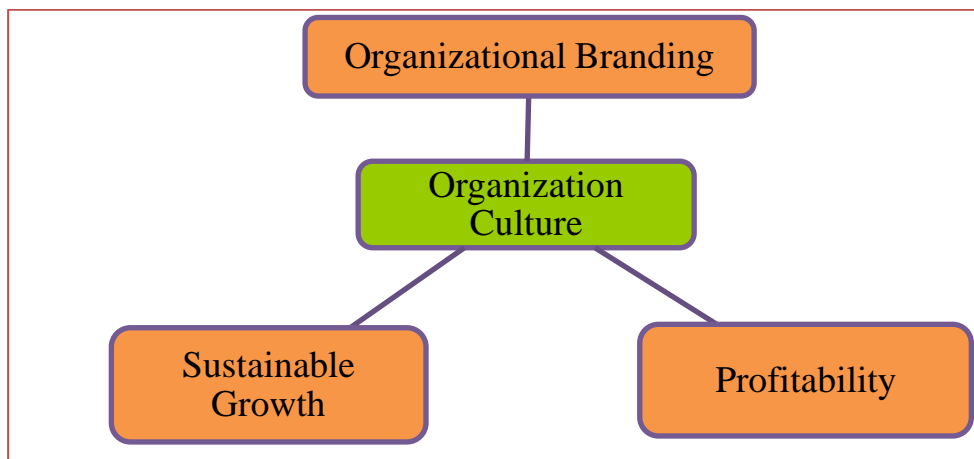 Organizational Branding
Organization
Culture
Sustainable
Growth
Profitability